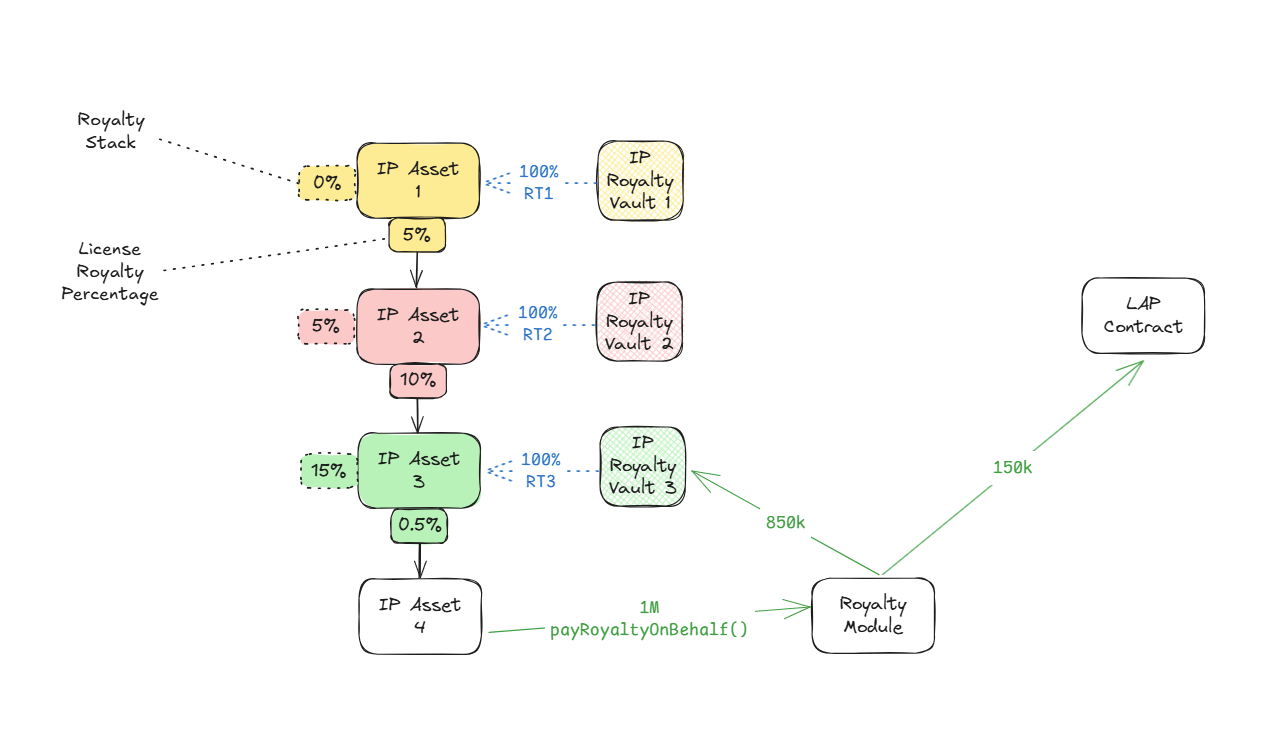 Royalty
Stack
0%
IP Asset
1
100%
RT1
IP
Royalty
Vault 1
5%
License
Royalty
Percentage
5%
IP Asset
2
100%
RT2
IP
Royalty
Vault 2
LAP
Contract
10%
15%
IP Asset
3
100%
RT3
IP
Royalty
Vault 3
150k
850k
0.5%
IP Asset
4
1M
payRoyaltyOnBehalf()
Royalty
Module